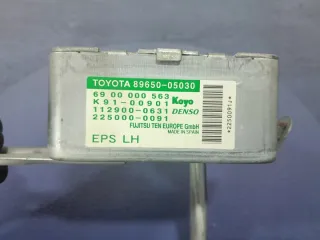 TOYOTA 89650-05030
69 00 000 563
K91-00901 Koyo
112900-0631 DENSO
225000-0091
FUJITSU TEN EUROPE GmbH
MADE IN SPAIN
EPS LH
*2250091J*